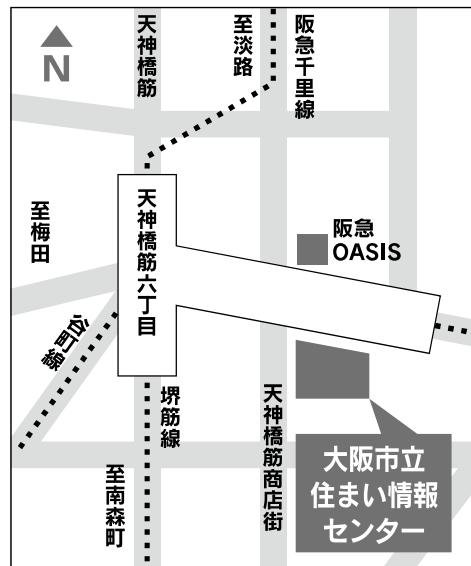 天神橋筋
至淡路
阪急千里線
N
天神橋筋六丁目
至梅田
阪急
OASIS
谷町線
堺筋線
天神橋筋商店街
至南森町
大阪市立
住まい情報
センター